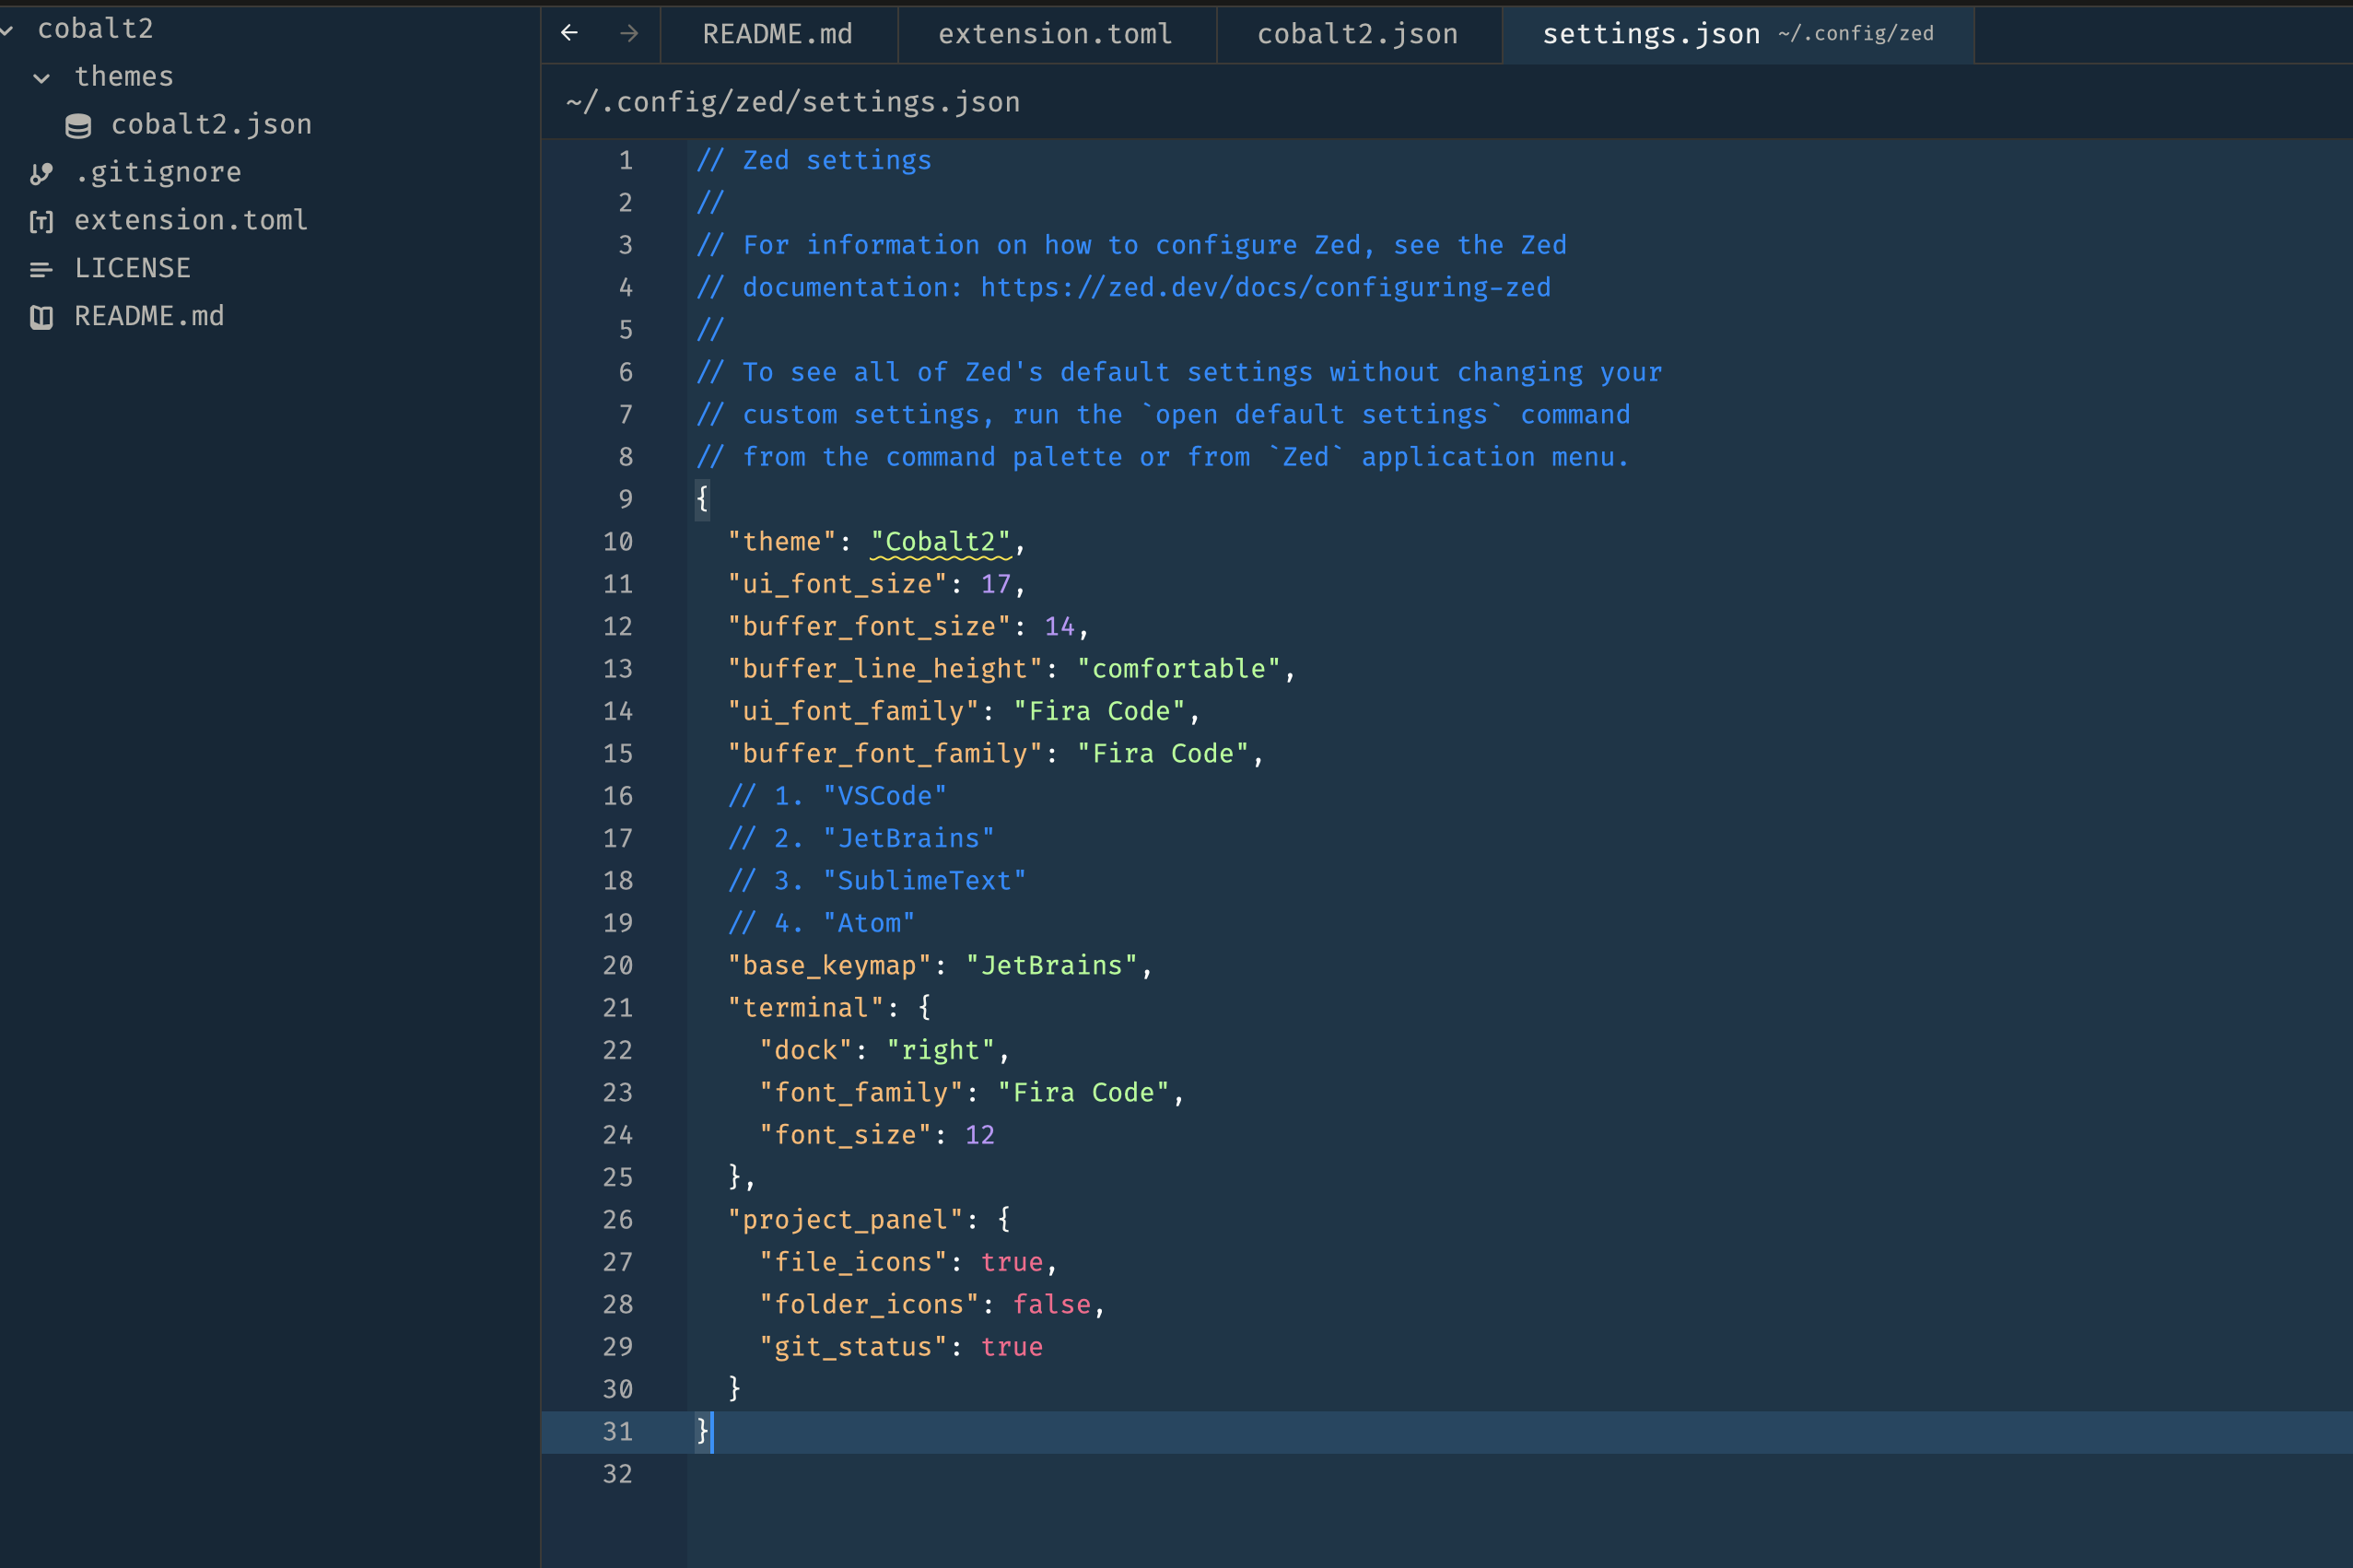 cobalt2
themes
cobalt2.json
.gitignore
extension.toml
LICENSE
README.md
README.md
extension.toml
cobalt2.json
settings.json ~/.config/zed
~/.config/zed/settings.json
1 // Zed settings
2 //
3 // For information on how to configure Zed, see the Zed
4 // documentation: https://zed.dev/docs/configuring-zed
5 //
6 // To see all of Zed's default settings without changing your
7 // custom settings, run the `open default settings` command
8 // from the command palette or from `Zed` application menu.
9 {
10   "theme": "Cobalt2",
11   "ui_font_size": 17,
12   "buffer_font_size": 14,
13   "buffer_line_height": "comfortable",
14   "ui_font_family": "Fira Code",
15   "buffer_font_family": "Fira Code",
16   // 1. "VSCode"
17   // 2. "JetBrains"
18   // 3. "SublimeText"
19   // 4. "Atom"
20   "base_keymap": "JetBrains",
21   "terminal": {
22     "dock": "right",
23     "font_family": "Fira Code",
24     "font_size": 12
25   },
26   "project_panel": {
27     "file_icons": true,
28     "folder_icons": false,
29     "git_status": true
30   }
31 }
32